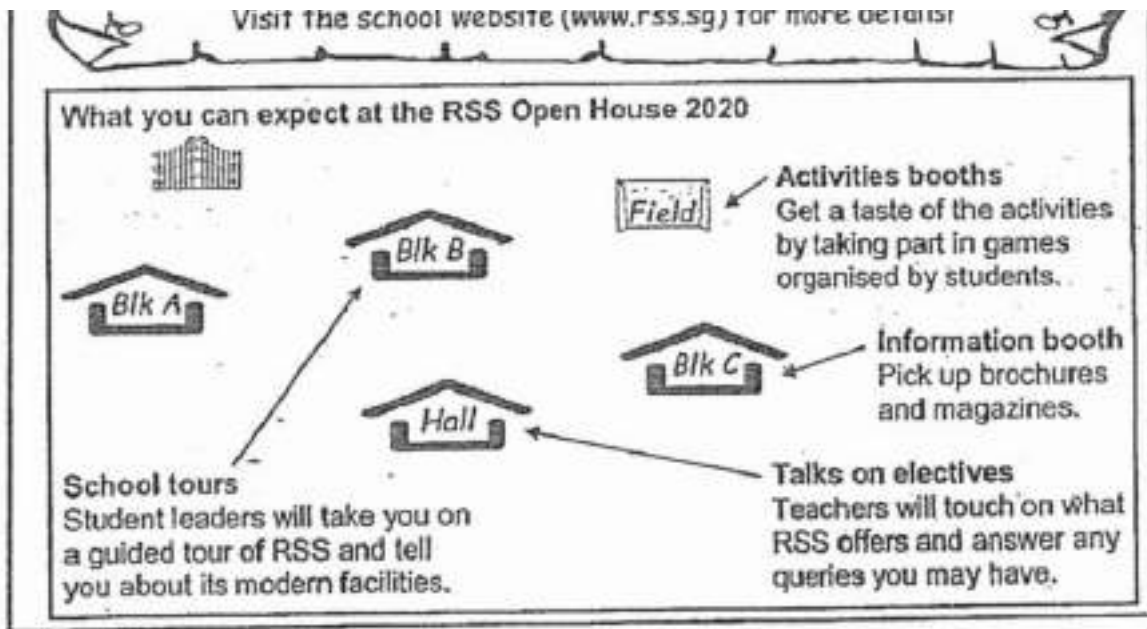 Visit the school website (www.rss.sg) for more details!
What you can expect at the RSS Open House 2020
Activities booths
Get a taste of the activities
by taking part in games
organised by students.
Field
Blk B
Blk A
Information booth
Pick up brochures
and magazines.
Blk C
Hall
School tours
Student leaders will take you on
a guided tour of RSS and tell
you about its modern facilities.
Talks on electives
Teachers will touch on what
RSS offers and answer any
queries you may have.